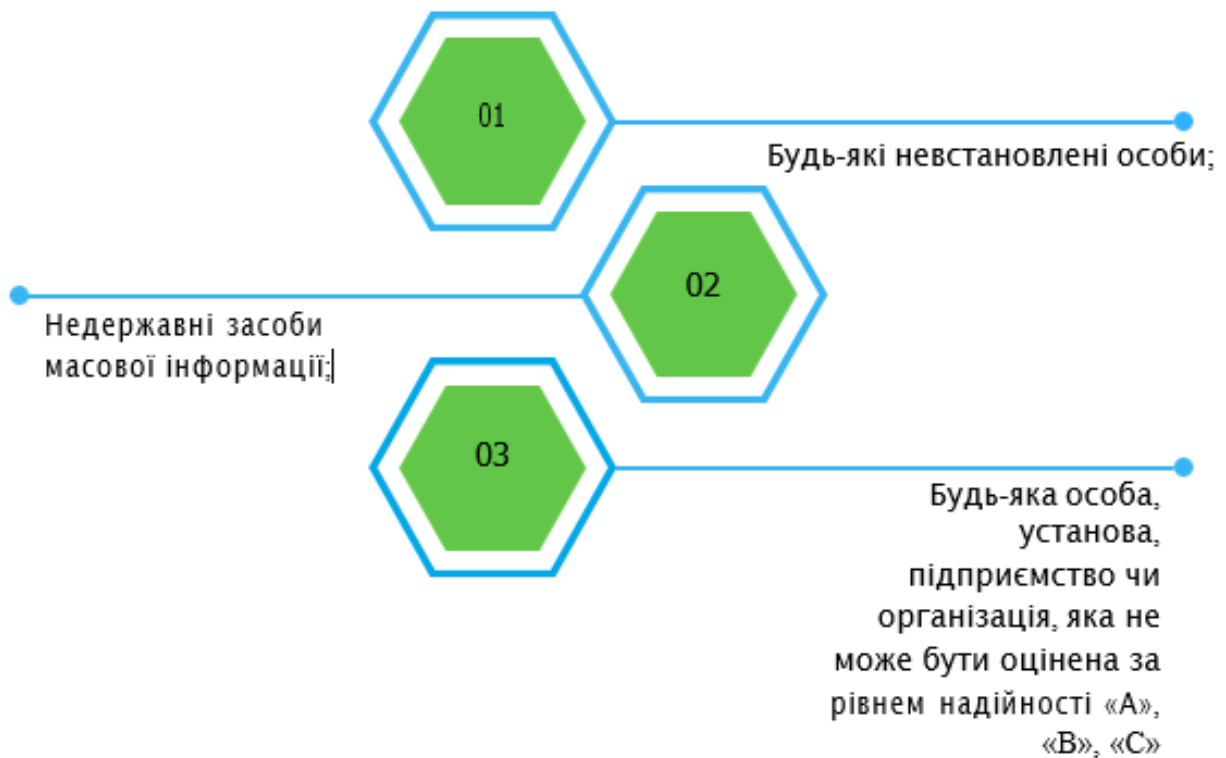 01
Будь-які невстановлені особи;
02
Недержавні засоби
масової інформації;
03
Будь-яка особа,
установа,
підприємство чи
організація, яка не
може бути оцінена за
рівнем надійності «А»,
«В», «С»